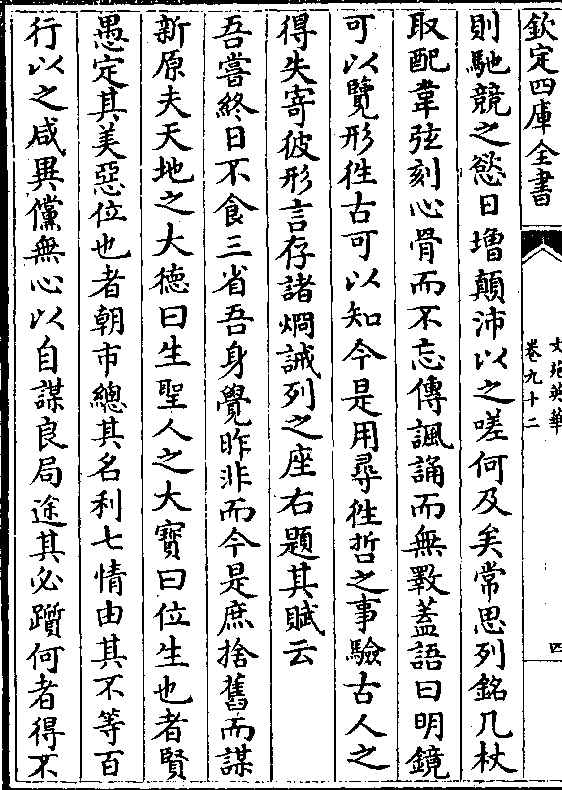 欽定四庫全書
文苑英華
卷九十二
四
則馳競之慾日增顛沛以之嗟何及矣常思列銘几杖
取配韋弦刻心骨而不忘傳諷誦而無斁蓋語曰明鏡
可以覽形徃古可以知今是用尋徃哲之事驗古人之
得失寄彼形言存諸炯誡列之座右題其賦云
吾嘗終日不食三省吾身覺昨非而今是庶捨舊而謀
新原夫天地之大德曰生聖人之大寳曰位生也者賢
愚定其美惡位也者朝市總其名利七情由其不等百
行以之咸異儻無心以自謀良局途其必躓何者得不